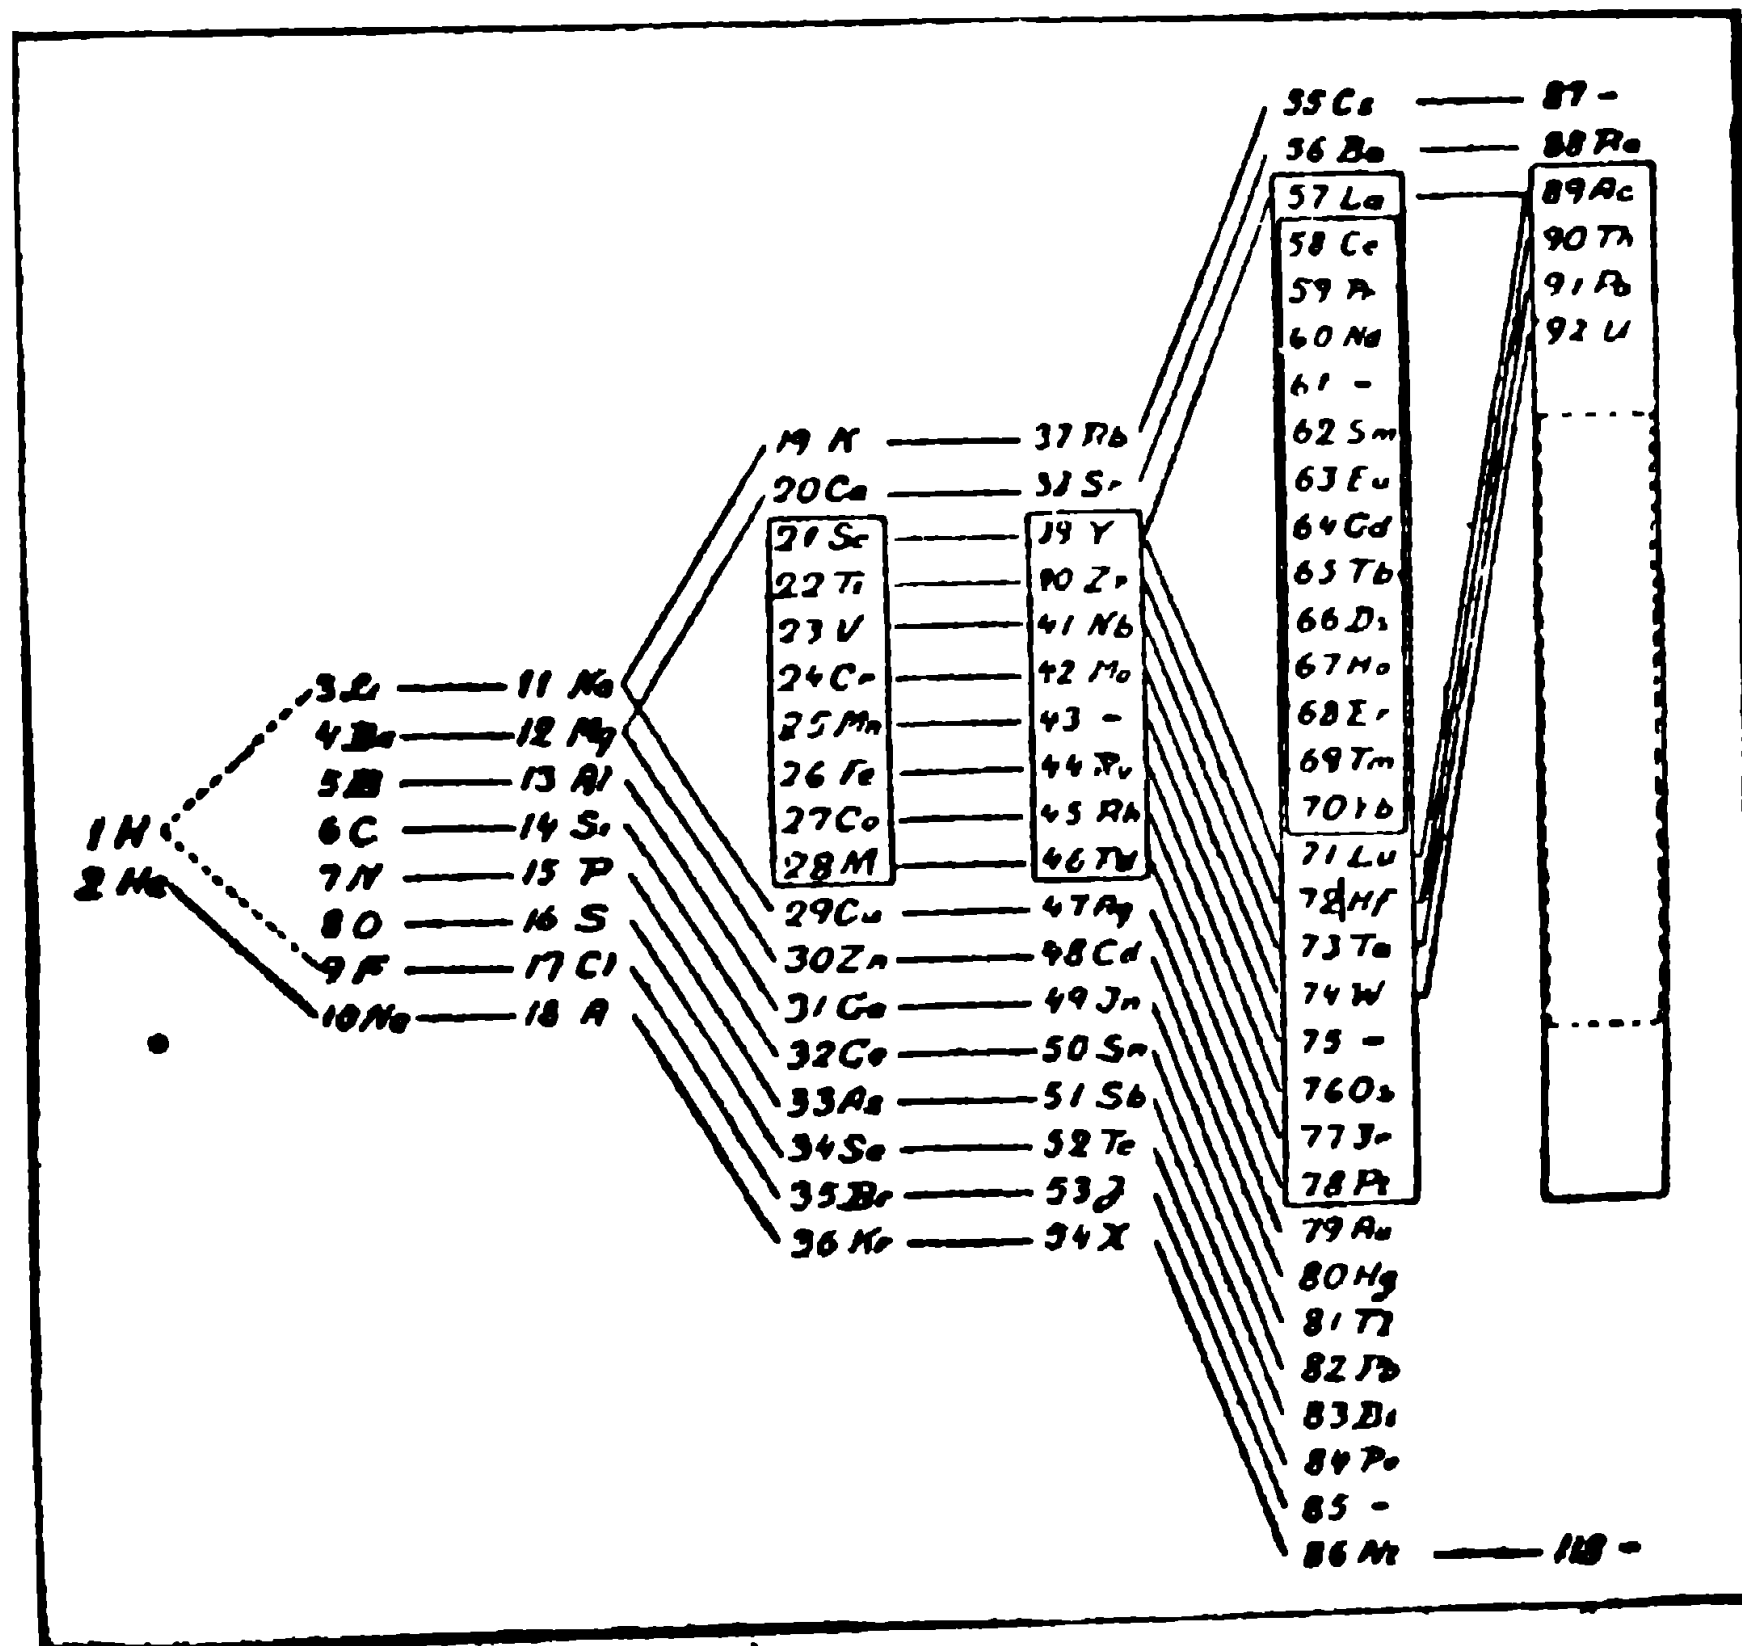 1 H
2 He
3 Li
4 Be
5 B
6 C
7 N
8 O
9 F
10 Ne
11 Na
12 Mg
13 Al
14 Si
15 P
16 S
17 Cl
18 A
19 K
20 Ca
21 Sc
22 Ti
23 V
24 Cr
25 Mn
26 Fe
27 Co
28 Ni
29 Cu
30 Zn
31 Ga
32 Ge
33 As
34 Se
35 Br
36 Kr
37 Rb
38 Sr
39 Y
40 Zr
41 Nb
42 Mo
43 -
44 Ru
45 Rh
46 Pd
47 Ag
48 Cd
49 Jn
50 Sn
51 Sb
52 Te
53 J
54 X
55 Cs
56 Ba
57 La
58 Ce
59 Pr
60 Nd
61 -
62 Sm
63 Eu
64 Gd
65 Tb
66 Ds
67 Ho
68 Er
69 Tm
70 Yb
71 Lu
72 Hf
73 Ta
74 W
75 -
76 Os
77 Jr
78 Pt
79 Au
80 Hg
81 Tl
82 Pb
83 Bi
84 Po
85 -
86 Nt
87 -
88 Ra
89 Ac
90 Th
91 Pa
92 U
118 -